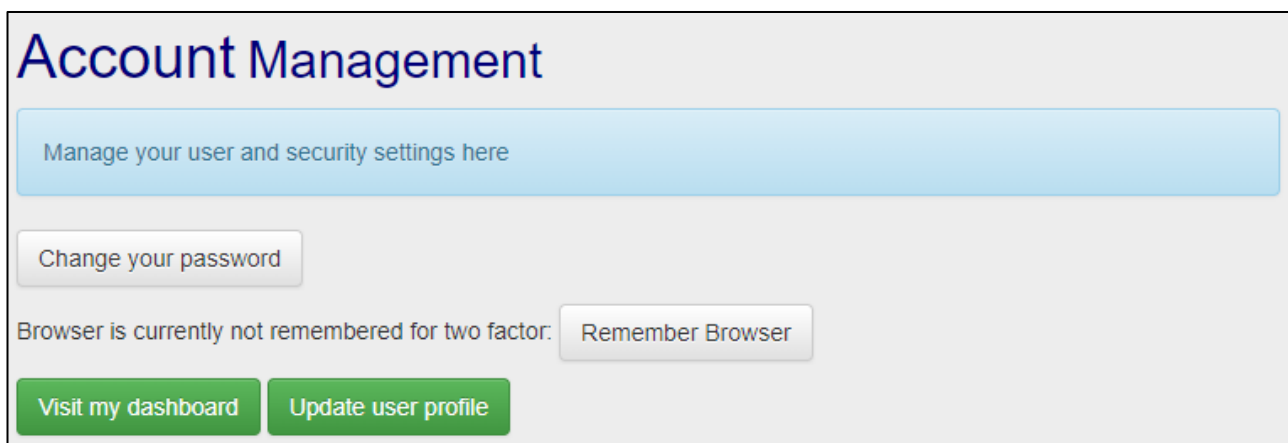 Account Management
Manage your user and security settings here
Change your password
Browser is currently not remembered for two factor: Remember Browser
Visit my dashboard Update user profile